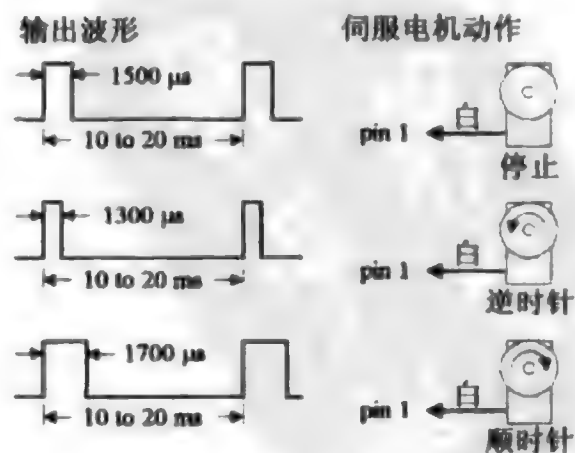 输出波形
伺服电机动作
1500 μs
10 to 20 ms
C
pin 1
白
停止
1300 μs
10 to 20 ms
C
pin 1
白
逆时针
1700 μs
10 to 20 ms
C
pin 1
白
顺时针